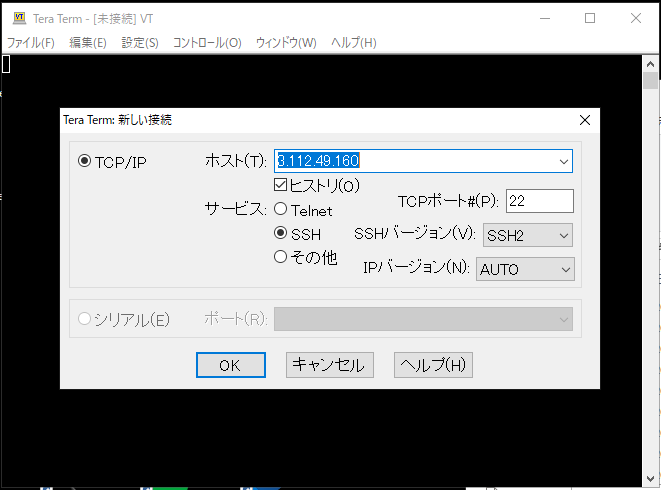 Tera Term - [未接続] VT
ファイル(F) 編集(E) 設定(S) コントロール(O) ウィンドウ(W) ヘルプ(H)
Tera Term: 新しい接続
TCP/IP
ホスト(T): 3.112.49.160
ヒストリ(O)
サービス: Telnet
TCPポート#(P): 22
SSH
SSHバージョン(V): SSH2
その他
IPバージョン(N): AUTO
シリアル(E) ポート(R):
OK キャンセル ヘルプ(H)